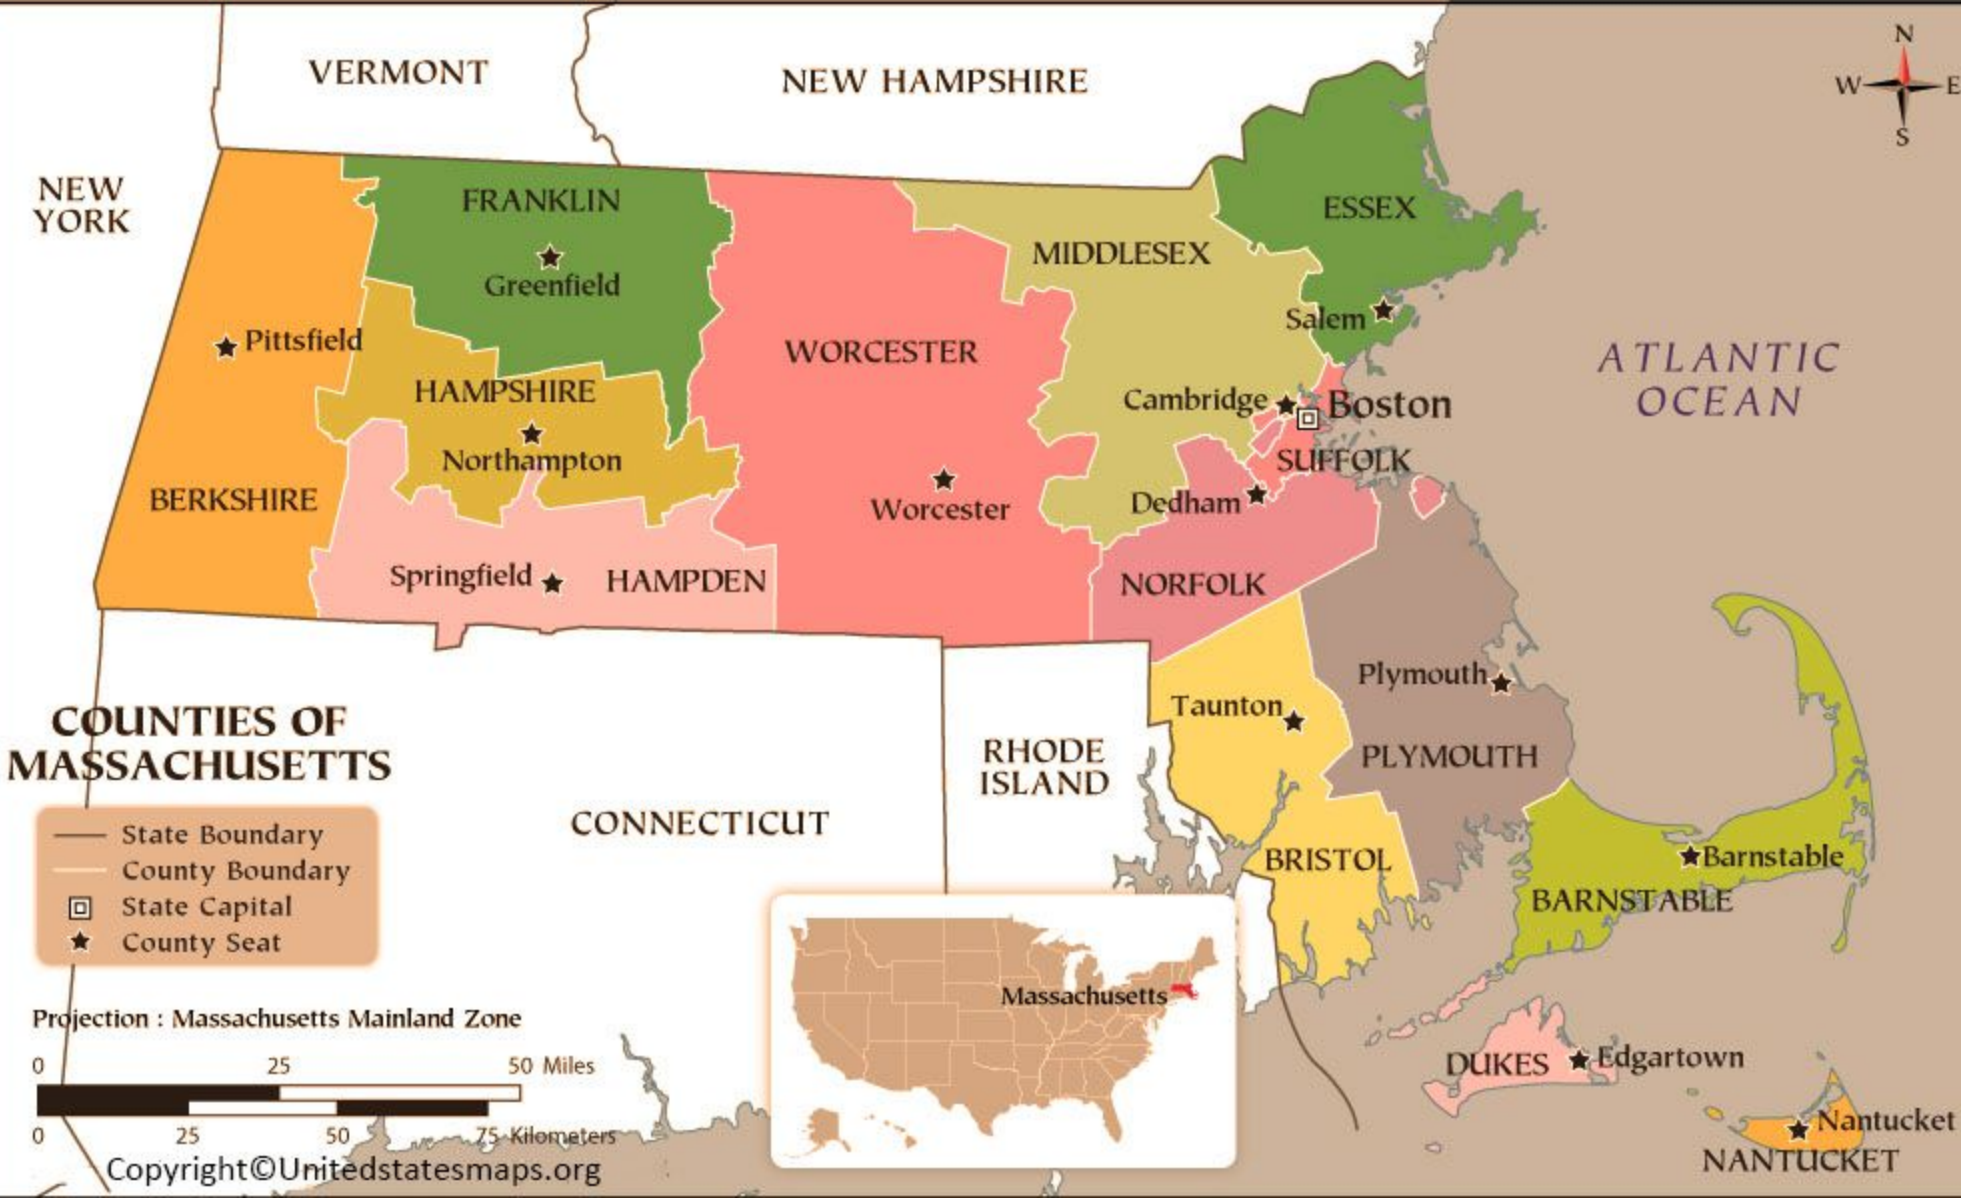 VERMONT
NEW HAMPSHIRE
N
W
E
S
NEW
YORK
FRANKLIN
ESSEX
MIDDLESEX
Greenfield
Salem
Pittsfield
WORCESTER
ATLANTIC
OCEAN
HAMPSHIRE
Cambridge
Boston
Northampton
SUFFOLK
BERKSHIRE
Worcester
Dedham
Springfield
HAMPDEN
NORFOLK
Plymouth
Taunton
COUNTIES OF
MASSACHUSETTS
RHODE
ISLAND
PLYMOUTH
CONNECTICUT
State Boundary
County Boundary
State Capital
County Seat
BRISTOL
Barnstable
BARNSTABLE
Massachusetts
Projection : Massachusetts Mainland Zone
0 25 50 Miles
0 25 50 75 Kilometers
DUKES
Edgartown
Nantucket
NANTUCKET
Copyright©Unitedstatesmaps.org